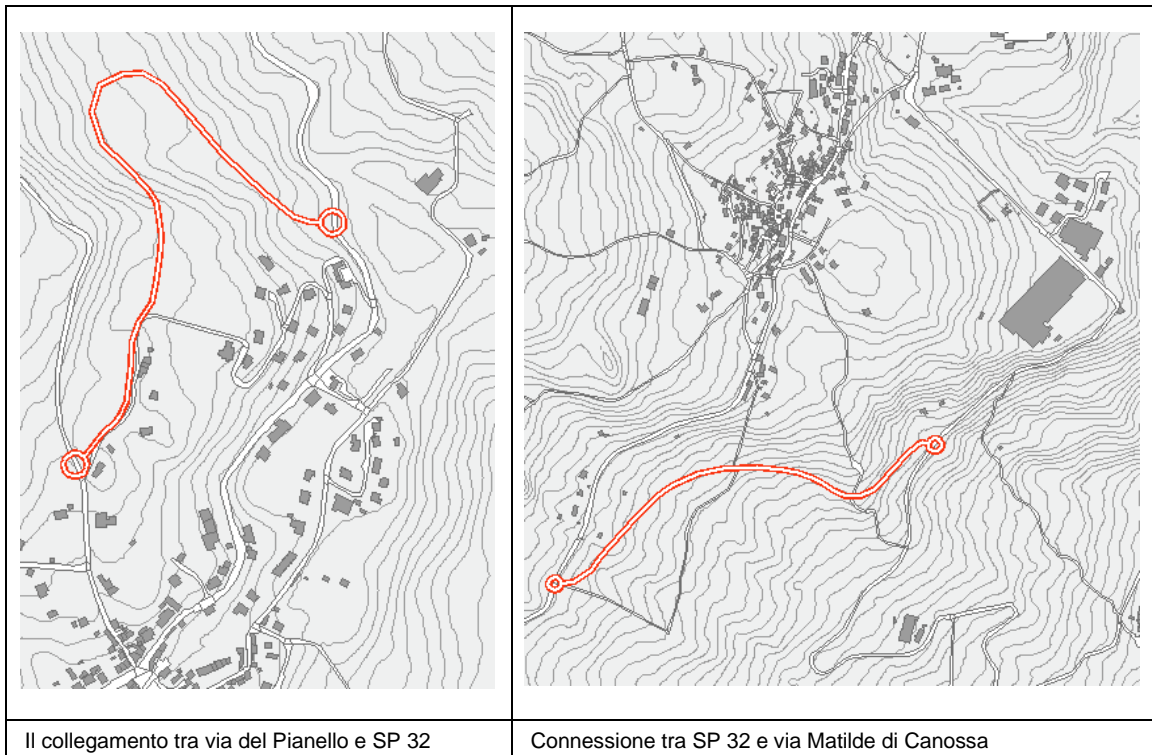 Il collegamento tra via del Pianello e SP 32
Connessione tra SP 32 e via Matilde di Canossa